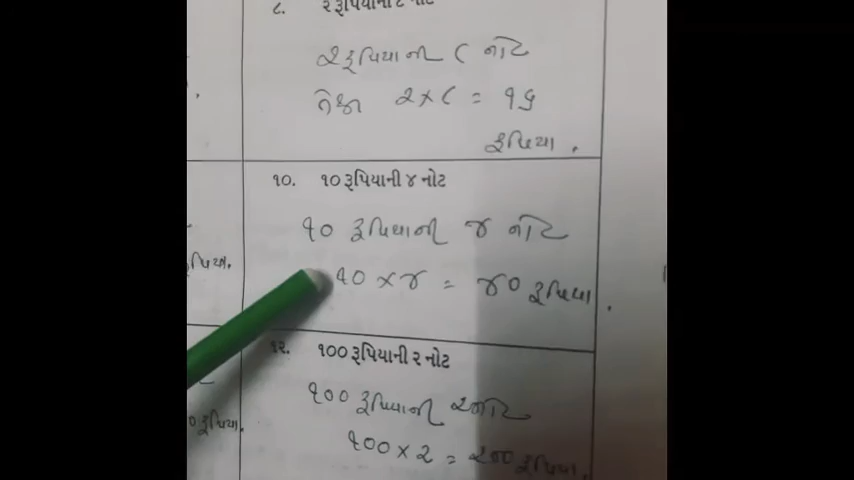 ૮. ૨ રૂપિયાની ૮ નોટ
૨ રૂપિયાની ૮ નોટ
તેથી ૨ × ૮ = ૧૬
રૂપિયા.
૧૦. ૧૦ રૂપિયાની ૪ નોટ
૧૦ રૂપિયાની ૪ નોટ
રૂપિયા.
૧૦ × ૪ = ૪૦ રૂપિયા.
૧૨. ૧૦૦ રૂપિયાની ૨ નોટ
૧૦૦ રૂપિયાની ૨ નોટ
૦ રૂપિયા.
૧૦૦ × ૨ = ૨૦૦ રૂપિયા.